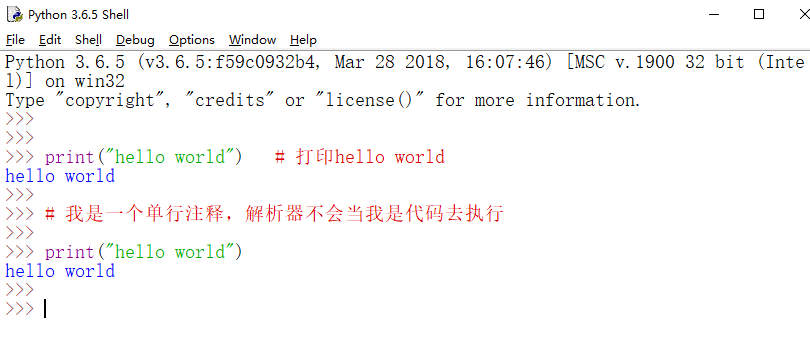 Python 3.6.5 Shell
File Edit Shell Debug Options Window Help
Python 3.6.5 (v3.6.5:f59c0932b4, Mar 28 2018, 16:07:46) [MSC v.1900 32 bit (Inte
l)] on win32
Type "copyright", "credits" or "license()" for more information.
>>>
>>>
>>> print("hello world")   # 打印hello world
hello world
>>>
>>> # 我是一个单行注释，解析器不会当我是代码去执行
>>>
>>> print("hello world")
hello world
>>>
>>>